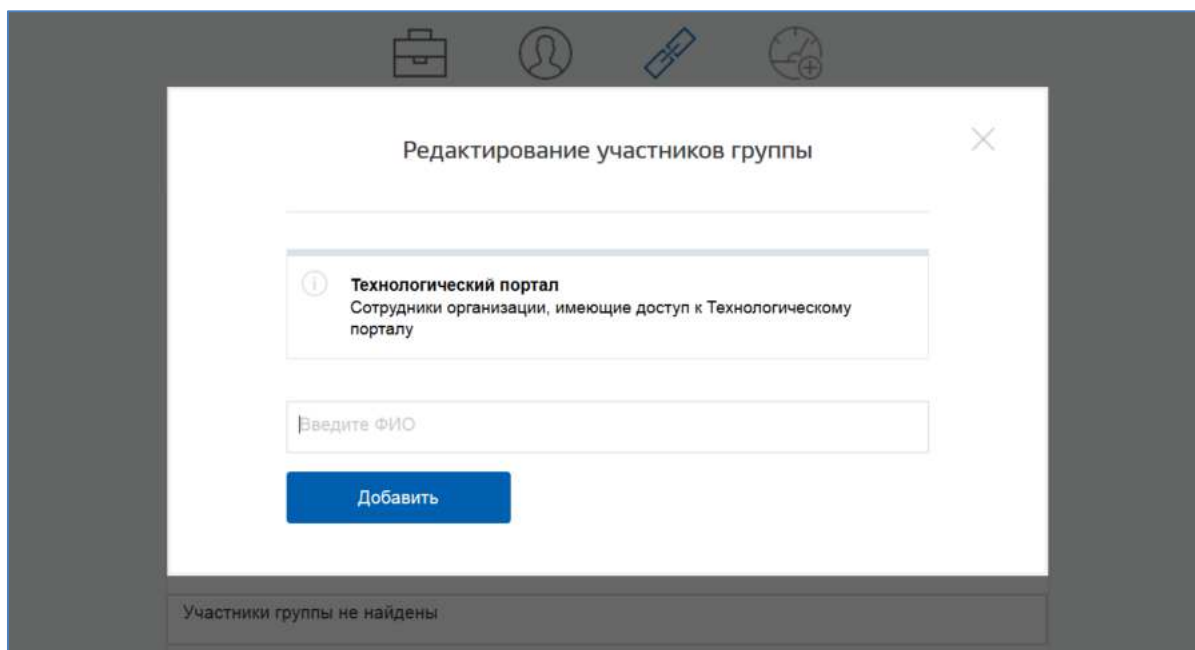 Редактирование участников группы
Технологический портал
Сотрудники организации, имеющие доступ к Технологическому
порталу
Введите ФИО
Добавить
Участники группы не найдены